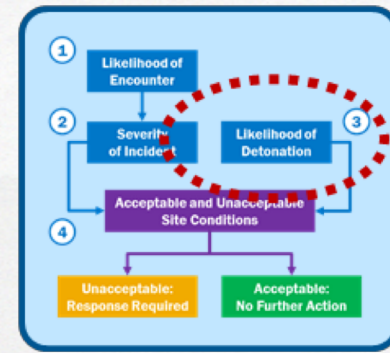 1
Likelihood of
Encounter
2
Severity
of Incident
Likelihood of
Detonation
3
4
Acceptable and Unacceptable
Site Conditions
Unacceptable:
Response Required
Acceptable:
No Further Action